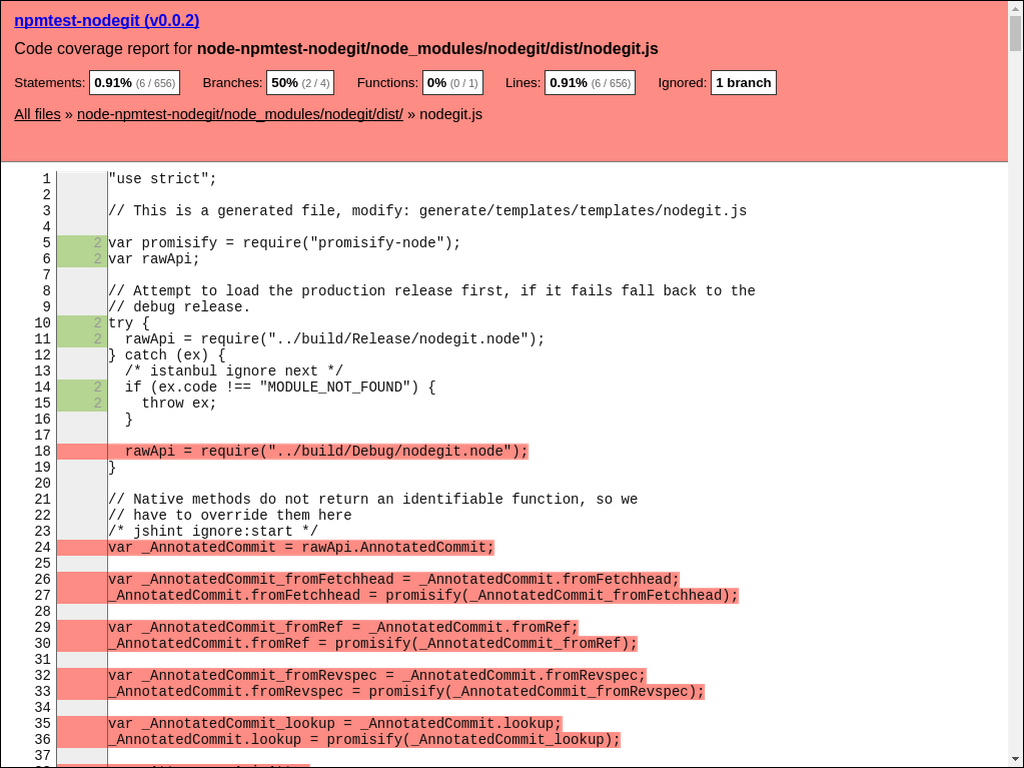 npmtest-nodegit (v0.0.2)
Code coverage report for node-npmtest-nodegit/node_modules/nodegit/dist/nodegit.js
Statements: 0.91% (6 / 656) Branches: 50% (2 / 4) Functions: 0% (0 / 1) Lines: 0.91% (6 / 656) Ignored: 1 branch
All files » node-npmtest-nodegit/node_modules/nodegit/dist/ » nodegit.js
1 "use strict";
2
3 // This is a generated file, modify: generate/templates/templates/nodegit.js
4
5 2 var promisify = require("promisify-node");
6 2 var rawApi;
7
8 // Attempt to load the production release first, if it fails fall back to the
9 // debug release.
10 2 try {
11 2 rawApi = require("../build/Release/nodegit.node");
12 } catch (ex) {
13 /* istanbul ignore next */
14 2 if (ex.code !== "MODULE_NOT_FOUND") {
15 2 throw ex;
16 }
17
18 rawApi = require("../build/Debug/nodegit.node");
19 }
20
21 // Native methods do not return an identifiable function, so we
22 // have to override them here
23 /* jshint ignore:start */
24 var _AnnotatedCommit = rawApi.AnnotatedCommit;
25
26 var _AnnotatedCommit_fromFetchhead = _AnnotatedCommit.fromFetchhead;
27 _AnnotatedCommit.fromFetchhead = promisify(_AnnotatedCommit_fromFetchhead);
28
29 var _AnnotatedCommit_fromRef = _AnnotatedCommit.fromRef;
30 _AnnotatedCommit.fromRef = promisify(_AnnotatedCommit_fromRef);
31
32 var _AnnotatedCommit_fromRevspec = _AnnotatedCommit.fromRevspec;
33 _AnnotatedCommit.fromRevspec = promisify(_AnnotatedCommit_fromRevspec);
34
35 var _AnnotatedCommit_lookup = _AnnotatedCommit.lookup;
36 _AnnotatedCommit.lookup = promisify(_AnnotatedCommit_lookup);
37